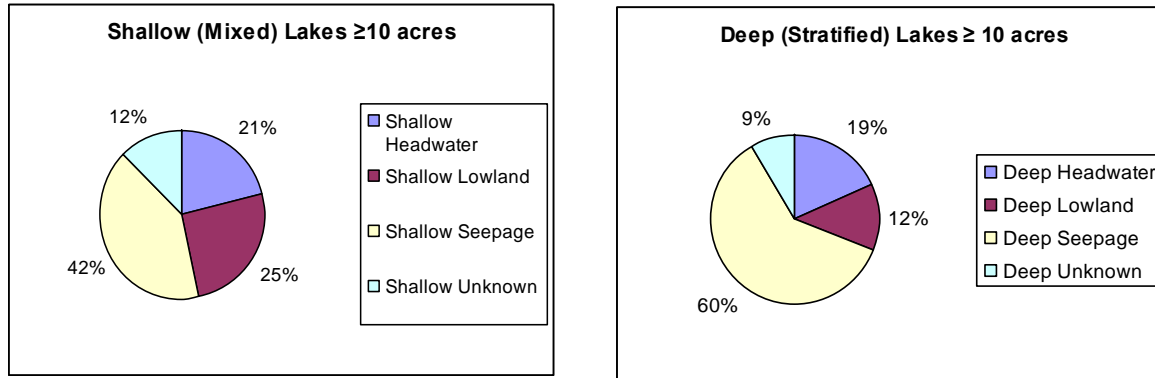 Shallow (Mixed) Lakes ≥10 acres
12%
21%
42%
25%
Shallow
Headwater
Shallow Lowland
Shallow Seepage
Shallow Unknown
Deep (Stratified) Lakes ≥ 10 acres
9%
19%
12%
60%
Deep Headwater
Deep Lowland
Deep Seepage
Deep Unknown